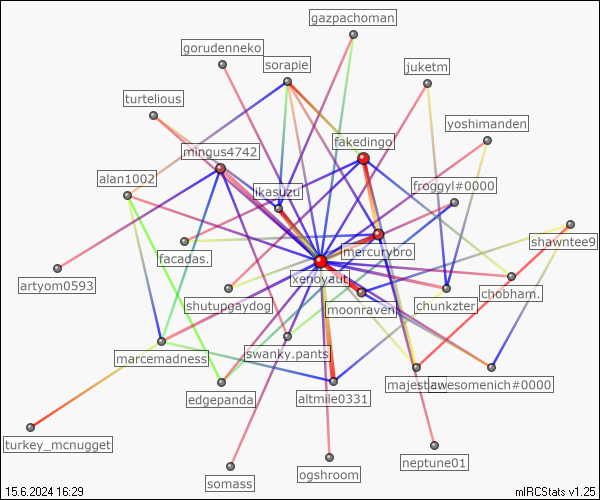 gazpachoman
gorudenneko
sorapie
juketm
turtelious
yoshimanden
fakedingo
mingus4742
alan1002
ikasuzu
froggyl#0000
shawntee9
mercurybro
facadas.
xenoyaut
artyom0593
chobham.
shutupgaydog
moonraven
chunkzter
marcemadness
swanky.pants
majest
awesomenich#0000
edgepanda
altmile0331
turkey_mcnugget
neptune01
ogshroom
somass
15.6.2024 16:29
mIRCStats v1.25